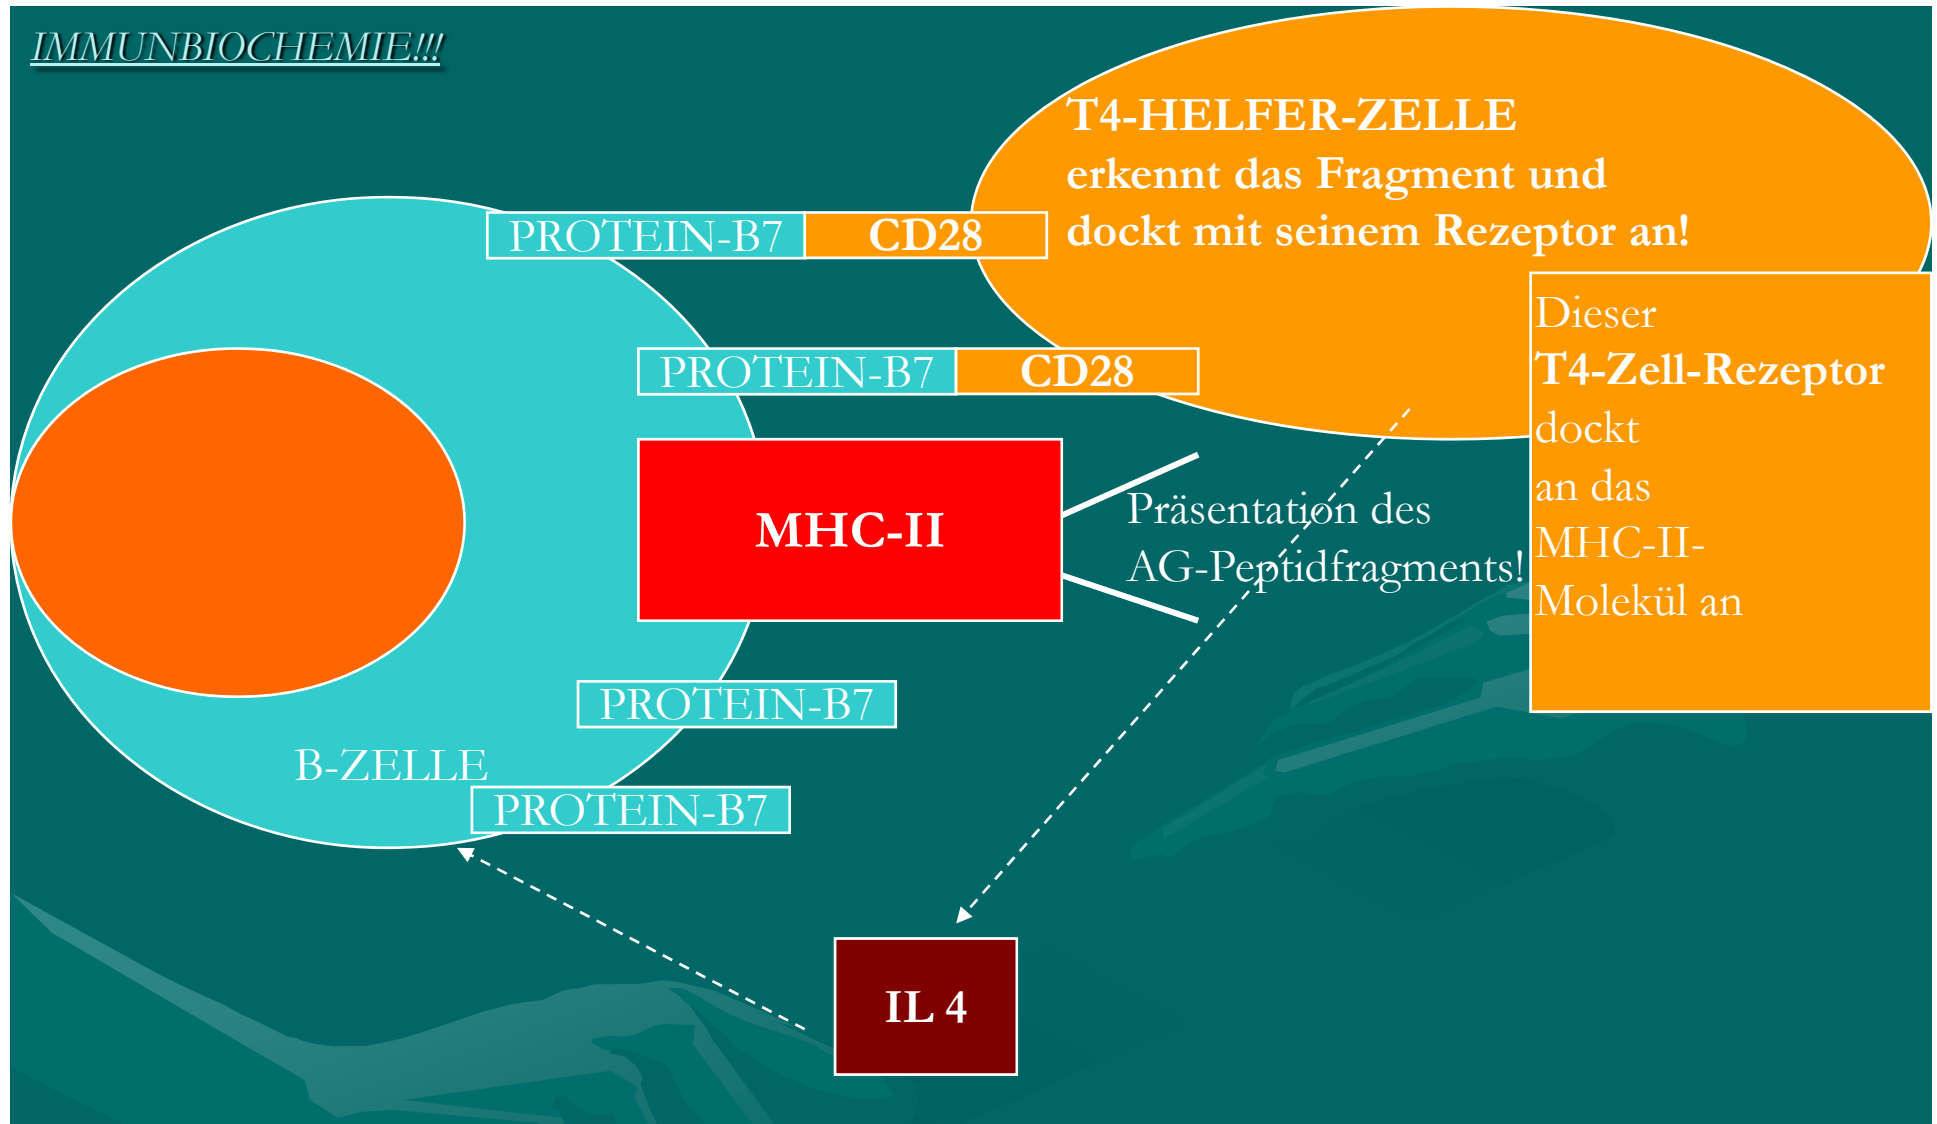 IMMUNBIOCHEMIE!!!
T4-HELFER-ZELLE
erkennt das Fragment und
dockt mit seinem Rezeptor an!
PROTEIN-B7
CD28
PROTEIN-B7
CD28
Dieser
T4-Zell-Rezeptor
dockt
an das
MHC-II-
Molekül an
MHC-II
Präsentation des
AG-Peptidfragments!
PROTEIN-B7
B-ZELLE
PROTEIN-B7
IL 4